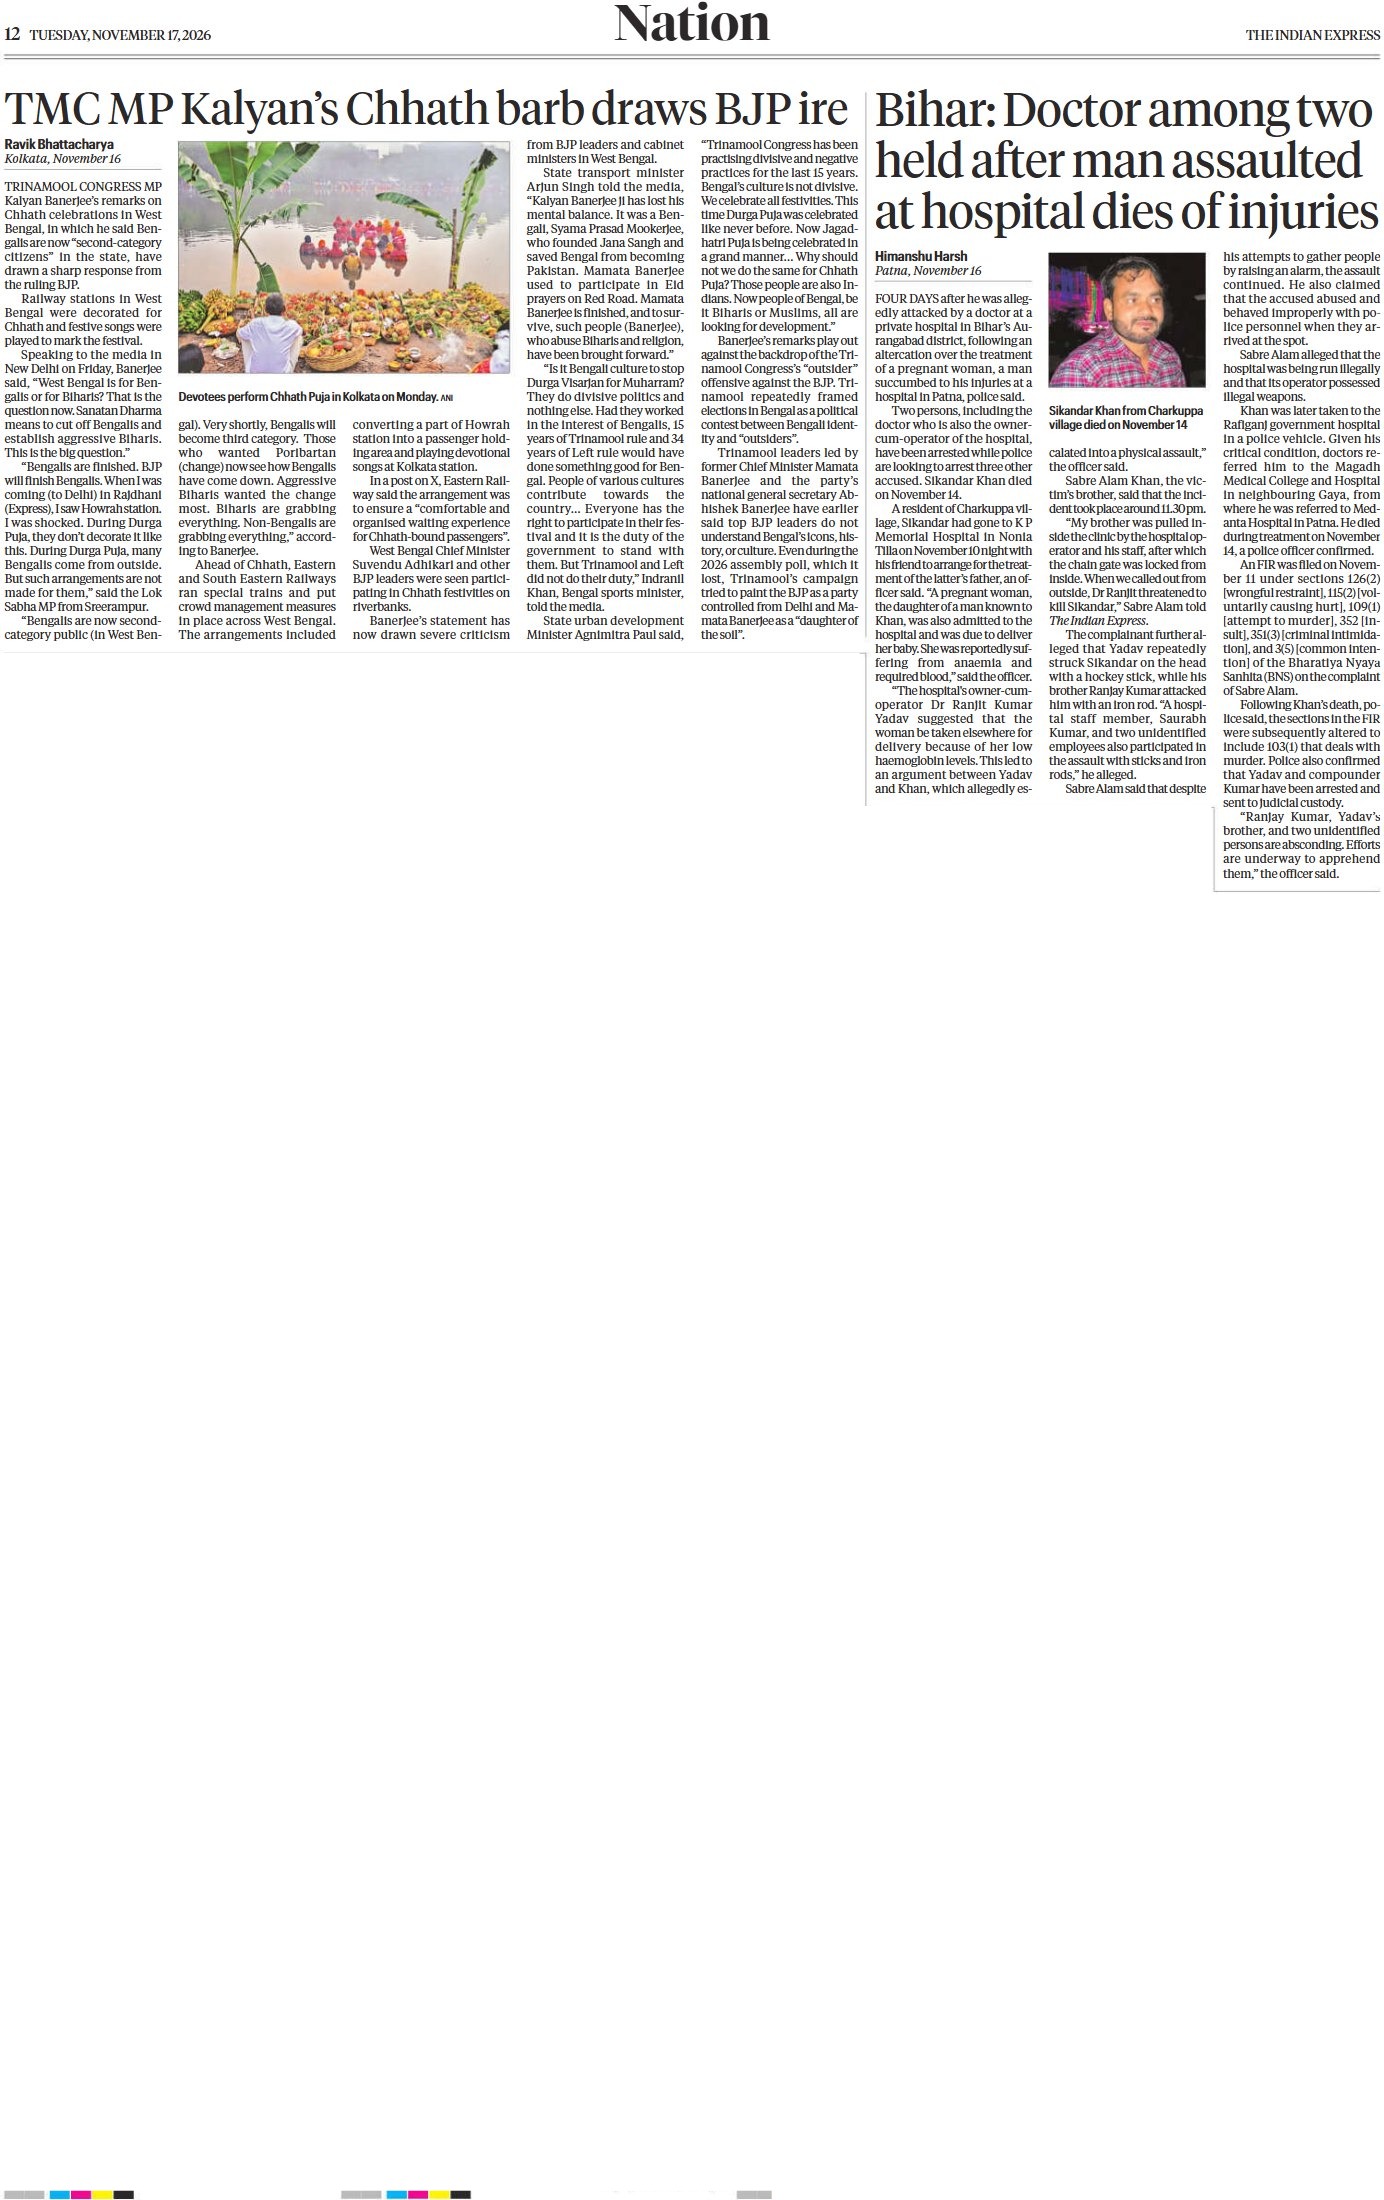 12 TUESDAY, NOVEMBER 17, 2026
Nation
THE INDIAN EXPRESS
TMC MP Kalyan's Chhath barb draws BJP ire
Ravik Bhattacharya
Kolkata, November 16
TRINAMOOL CONGRESS MP
Kalyan Banerjee's remarks on
Chhath celebrations in West
Bengal, in which he said Ben-
galis are now "second-category
citizens" in the state, have
drawn a sharp response from
the ruling BJP.
Railway stations in West
Bengal were decorated for
Chhath and festive songs were
played to mark the festival.
Speaking to the media in
New Delhi on Friday, Banerjee
said, "West Bengal is for Ben-
galis or for Biharis? That is the
question now. Sanatan Dharma
means to cut off Bengalis and
establish aggressive Biharis.
This is the big question."
"Bengalis are finished. BJP
will finish Bengalis. When I was
coming (to Delhi) in Rajdhani
(Express), I saw Howrah station.
I was shocked. During Durga
Puja, they don't decorate it like
this. During Durga Puja, many
Bengalis come from outside.
But such arrangements are not
made for them," said the Lok
Sabha MP from Sreerampur.
"Bengalis are now second-
category public (in West Ben-
Devotees perform Chhath Puja in Kolkata on Monday. ANI
gal). Very shortly, Bengalis will
become third category. Those
who wanted Poribartan
(change) now see how Bengalis
have come down. Aggressive
Biharis wanted the change
most. Biharis are grabbing
everything. Non-Bengalis are
grabbing everything," accord-
ing to Banerjee.
Ahead of Chhath, Eastern
and South Eastern Railways
ran special trains and put
crowd management measures
in place across West Bengal.
The arrangements included
converting a part of Howrah
station into a passenger hold-
ing area and playing devotional
songs at Kolkata station.
In a post on X, Eastern Rail-
way said the arrangement was
to ensure a "comfortable and
organised waiting experience
for Chhath-bound passengers".
West Bengal Chief Minister
Suvendu Adhikari and other
BJP leaders were seen partici-
pating in Chhath festivities on
riverbanks.
Banerjee's statement has
now drawn severe criticism
from BJP leaders and cabinet
ministers in West Bengal.
State transport minister
Arjun Singh told the media,
"Kalyan Banerjee ji has lost his
mental balance. It was a Ben-
gali, Syama Prasad Mookerjee,
who founded Jana Sangh and
saved Bengal from becoming
Pakistan. Mamata Banerjee
used to participate in Eid
prayers on Red Road. Mamata
Banerjee is finished, and to sur-
vive, such people (Banerjee),
who abuse Biharis and religion,
have been brought forward."
"Is it Bengali culture to stop
Durga Visarjan for Muharram?
They do divisive politics and
nothing else. Had they worked
in the interest of Bengalis, 15
years of Trinamool rule and 34
years of Left rule would have
done something good for Ben-
gal. People of various cultures
contribute towards the
country... Everyone has the
right to participate in their fes-
tival and it is the duty of the
government to stand with
them. But Trinamool and Left
did not do their duty," Indranil
Khan, Bengal sports minister,
told the media.
State urban development
Minister Agnimitra Paul said,
"Trinamool Congress has been
practising divisive and negative
practices for the last 15 years.
Bengal's culture is not divisive.
We celebrate all festivities. This
time Durga Puja was celebrated
like never before. Now Jagad-
hatri Puja is being celebrated in
a grand manner... Why should
not we do the same for Chhath
Puja? Those people are also In-
dians. Now people of Bengal, be
it Biharis or Muslims, all are
looking for development."
Banerjee's remarks play out
against the backdrop of the Tri-
namool Congress's "outsider"
offensive against the BJP. Tri-
namool repeatedly framed
elections in Bengal as a political
contest between Bengali ident-
ity and "outsiders".
Trinamool leaders led by
former Chief Minister Mamata
Banerjee and the party's
national general secretary Ab-
hishek Banerjee have earlier
said top BJP leaders do not
understand Bengal's icons, his-
tory, or culture. Even during the
2026 assembly poll, which it
lost, Trinamool's campaign
tried to paint the BJP as a party
controlled from Delhi and Ma-
mata Banerjee as a "daughter of
the soil".
Bihar: Doctor among two
held after man assaulted
at hospital dies of injuries
Himanshu Harsh
Patna, November 16
FOUR DAYS after he was alleg-
edly attacked by a doctor at a
private hospital in Bihar's Au-
rangabad district, following an
altercation over the treatment
of a pregnant woman, a man
succumbed to his injuries at a
hospital in Patna, police said.
Two persons, including the
doctor who is also the owner-
cum-operator of the hospital,
have been arrested while police
are looking to arrest three other
accused. Sikandar Khan died
on November 14.
A resident of Charkuppa vil-
lage, Sikandar had gone to K P
Memorial Hospital in Nonia
Tilla on November 10 night with
his friend to arrange for the treat-
ment of the latter's father, an of-
ficer said. "A pregnant woman,
the daughter of a man known to
Khan, was also admitted to the
hospital and was due to deliver
her baby. She was reportedly suf-
fering from anaemia and
required blood," said the officer.
"The hospital's owner-cum-
operator Dr Ranjit Kumar
Yadav suggested that the
woman be taken elsewhere for
delivery because of her low
haemoglobin levels. This led to
an argument between Yadav
and Khan, which allegedly es-
Sikandar Khan from Charkuppa
village died on November 14
calated into a physical assault,"
the officer said.
Sabre Alam Khan, the vic-
tim's brother, said that the inci-
dent took place around 11.30 pm.
"My brother was pulled in-
side the clinic by the hospital op-
erator and his staff, after which
the chain gate was locked from
inside. When we called out from
outside, Dr Ranjit threatened to
kill Sikandar," Sabre Alam told
The Indian Express.
The complainant further al-
leged that Yadav repeatedly
struck Sikandar on the head
with a hockey stick, while his
brother Ranjay Kumar attacked
him with an iron rod. "A hospi-
tal staff member, Saurabh
Kumar, and two unidentified
employees also participated in
the assault with sticks and iron
rods," he alleged.
Sabre Alam said that despite
his attempts to gather people
by raising an alarm, the assault
continued. He also claimed
that the accused abused and
behaved improperly with po-
lice personnel when they ar-
rived at the spot.
Sabre Alam alleged that the
hospital was being run illegally
and that its operator possessed
illegal weapons.
Khan was later taken to the
Rafiganj government hospital
in a police vehicle. Given his
critical condition, doctors re-
ferred him to the Magadh
Medical College and Hospital
in neighbouring Gaya, from
where he was referred to Med-
anta Hospital in Patna. He died
during treatment on November
14, a police officer confirmed.
An FIR was filed on Novem-
ber 11 under sections 126(2)
[wrongful restraint], 115(2) [vol-
untarily causing hurt], 109(1)
[attempt to murder], 352 [in-
sult], 351(3) [criminal intimida-
tion], and 3(5) [common inten-
tion] of the Bharatiya Nyaya
Sanhita (BNS) on the complaint
of Sabre Alam.
Following Khan's death, po-
lice said, the sections in the FIR
were subsequently altered to
include 103(1) that deals with
murder. Police also confirmed
that Yadav and compounder
Kumar have been arrested and
sent to judicial custody.
"Ranjay Kumar, Yadav's
brother, and two unidentified
persons are absconding. Efforts
are underway to apprehend
them," the officer said.